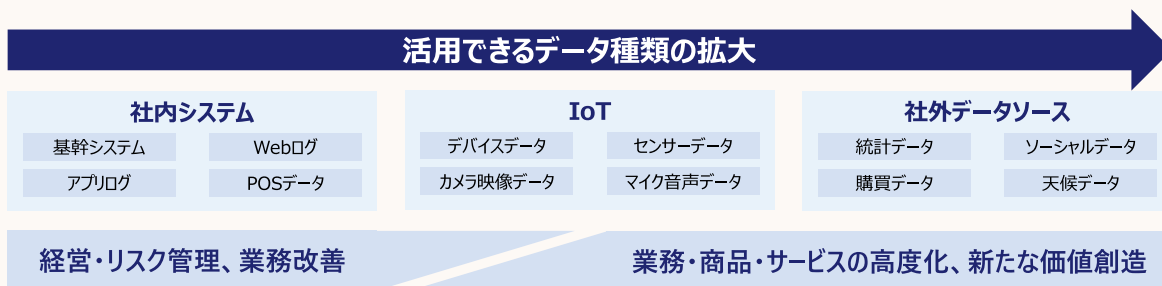 活用できるデータ種類の拡大
社内システム
基幹システム
Webログ
アプリログ
POSデータ
IoT
デバイスデータ
センサーデータ
カメラ映像データ
マイク音声データ
社外データソース
統計データ
ソーシャルデータ
購買データ
天候データ
経営・リスク管理、業務改善
業務・商品・サービスの高度化、新たな価値創造